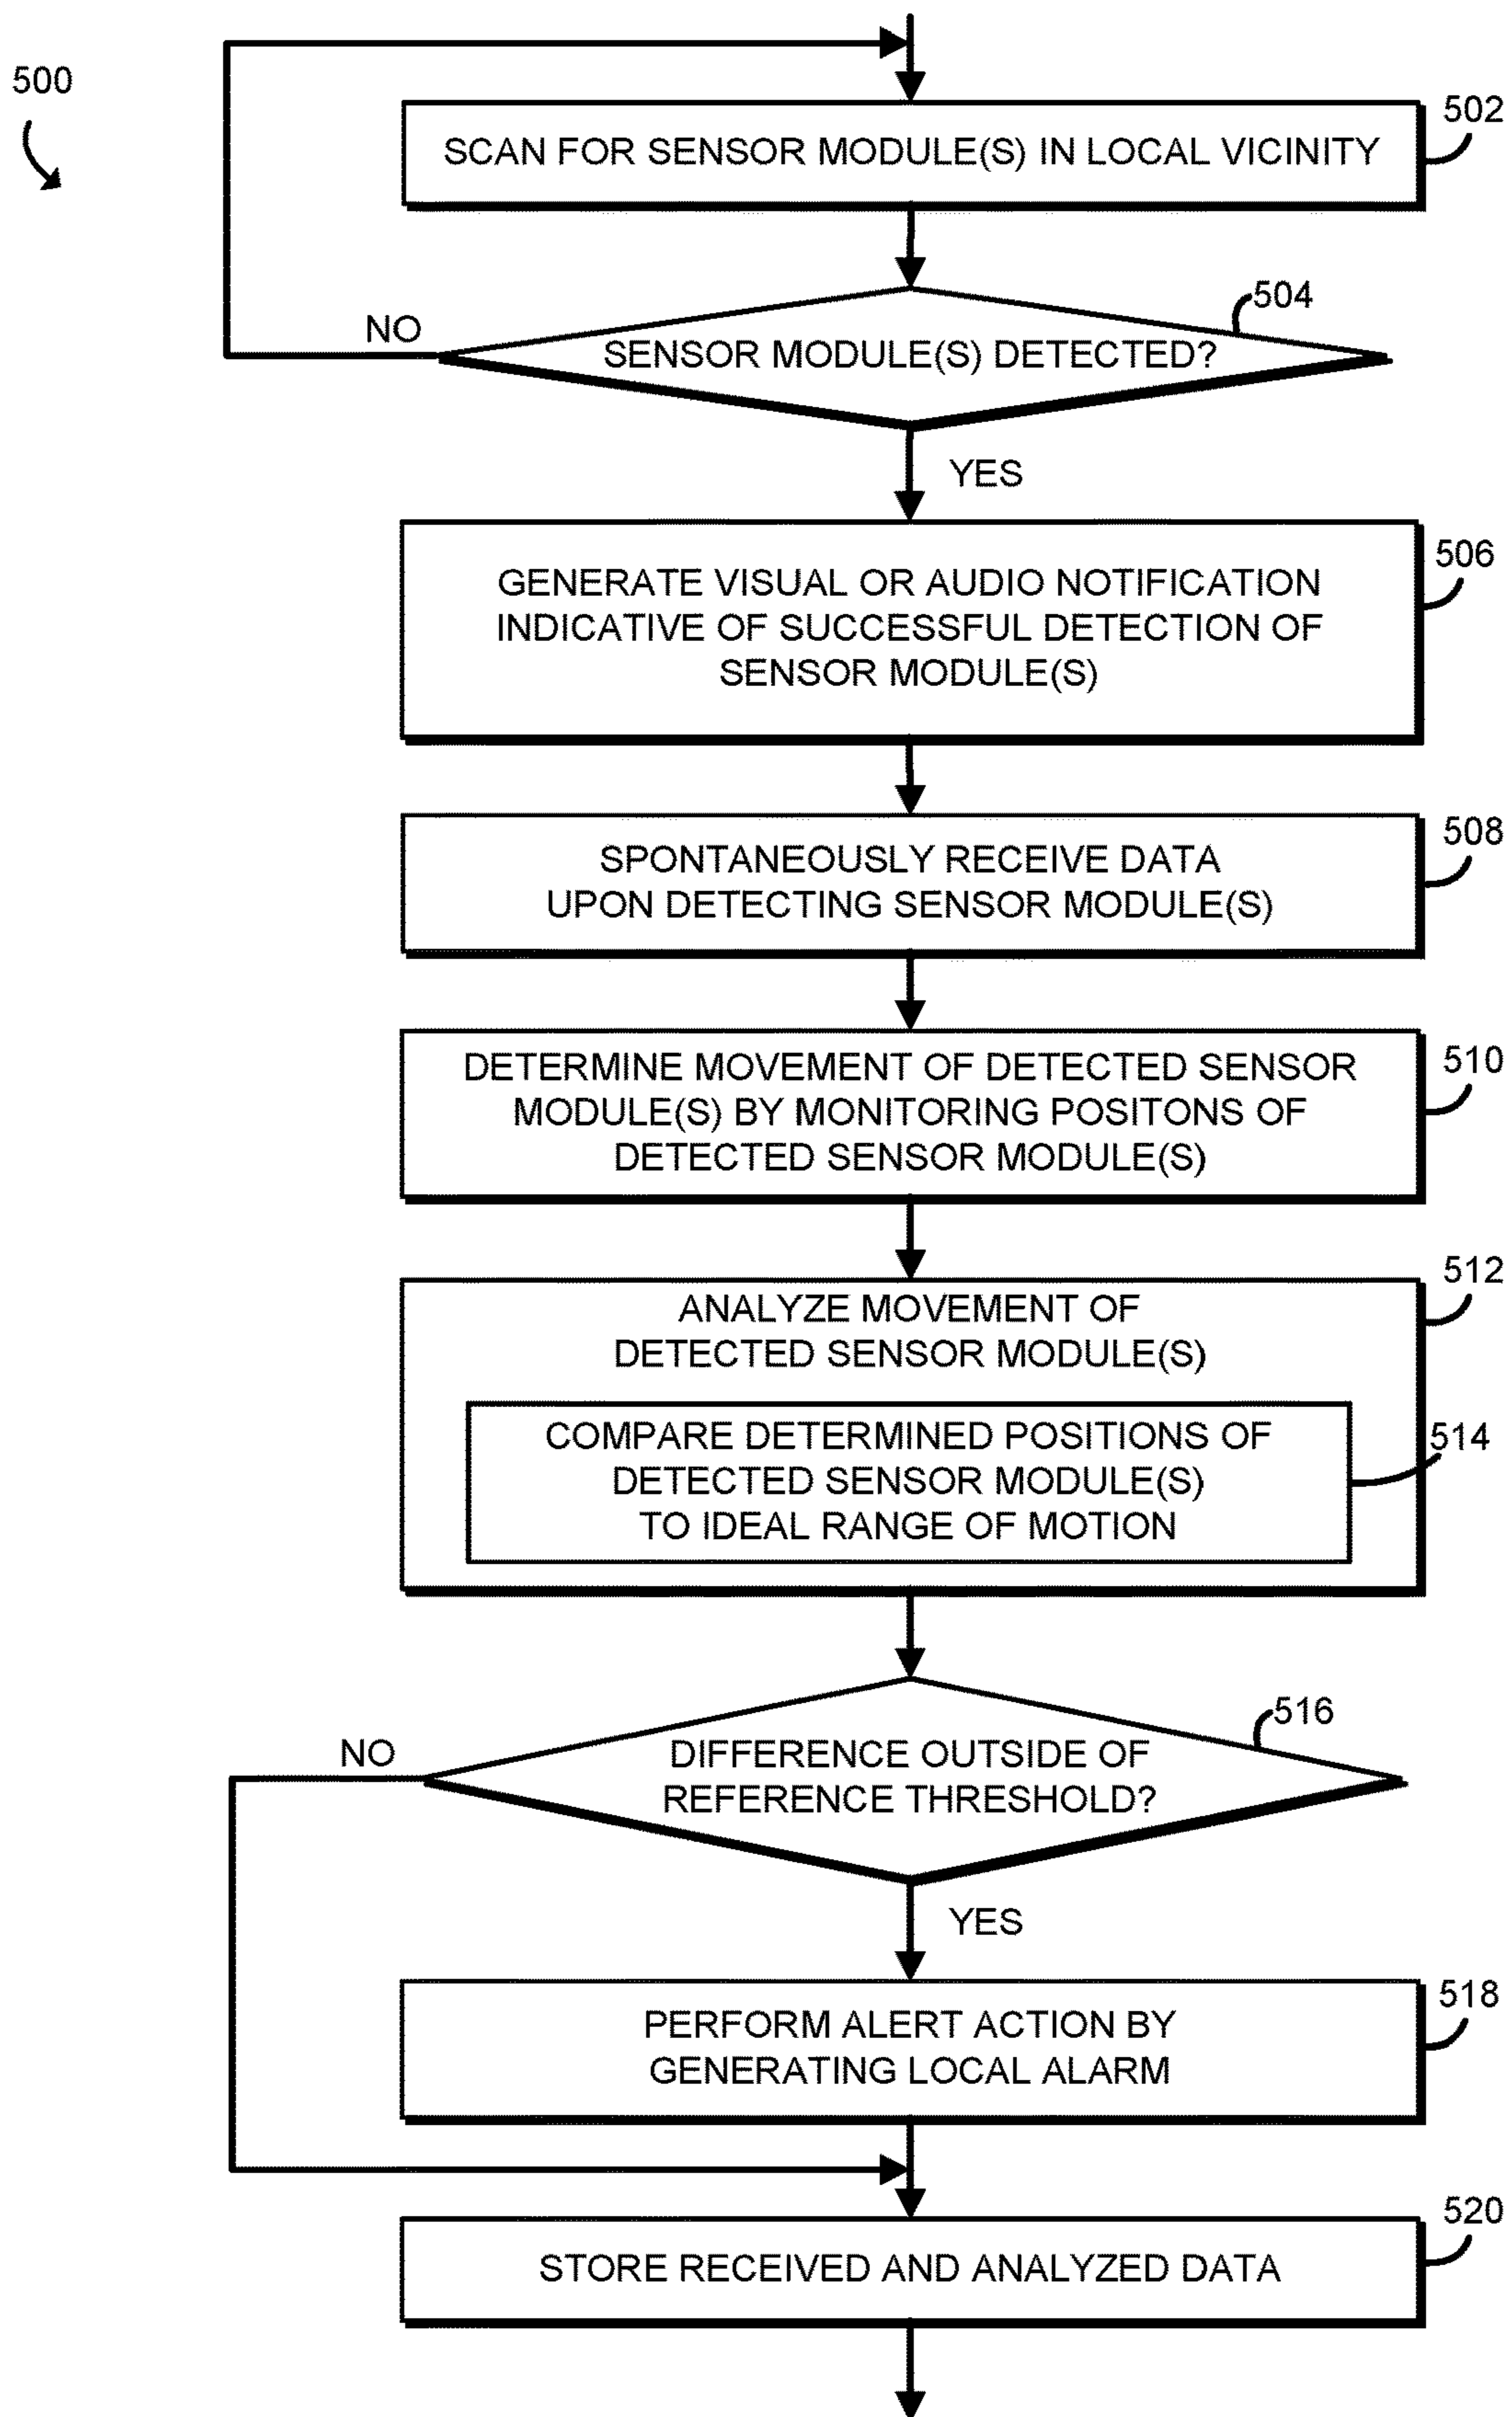 500
502
SCAN FOR SENSOR MODULE(S) IN LOCAL VICINITY
504
NO
SENSOR MODULE(S) DETECTED?
YES
506
GENERATE VISUAL OR AUDIO NOTIFICATION
INDICATIVE OF SUCCESSFUL DETECTION OF
SENSOR MODULE(S)
508
SPONTANEOUSLY RECEIVE DATA
UPON DETECTING SENSOR MODULE(S)
510
DETERMINE MOVEMENT OF DETECTED SENSOR
MODULE(S) BY MONITORING POSITONS OF
DETECTED SENSOR MODULE(S)
512
ANALYZE MOVEMENT OF
DETECTED SENSOR MODULE(S)
514
COMPARE DETERMINED POSITIONS OF
DETECTED SENSOR MODULE(S)
TO IDEAL RANGE OF MOTION
516
NO
DIFFERENCE OUTSIDE OF
REFERENCE THRESHOLD?
YES
518
PERFORM ALERT ACTION BY
GENERATING LOCAL ALARM
520
STORE RECEIVED AND ANALYZED DATA